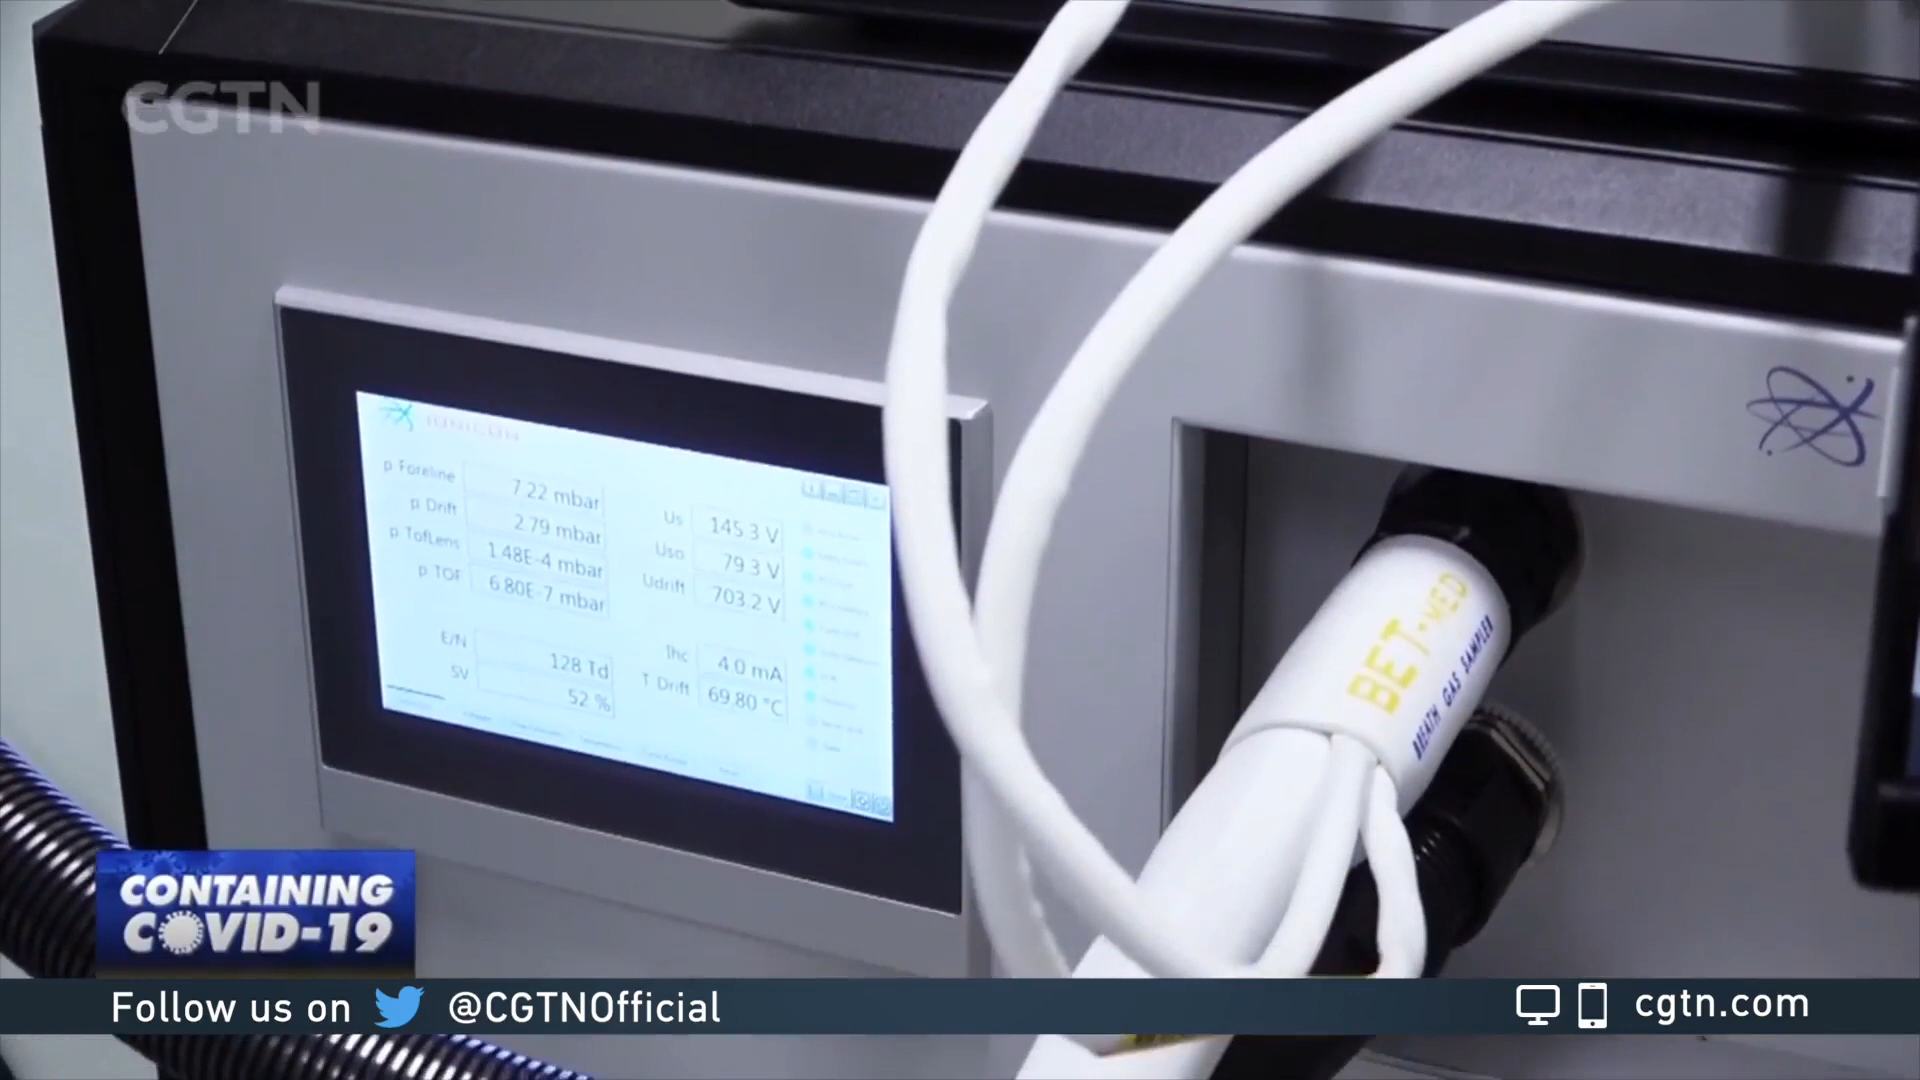 CGTN
IONICON
p Foreline 7.22 mbar
p Drift 2.79 mbar
p TofLens 1.48E-4 mbar
p TOF 6.80E-7 mbar
Us 145.3 V
Uso 79.3 V
Udrift 703.2 V
E/N 128 Td
SV 52 %
Ihc 4.0 mA
T Drift 69.80 °C
BET-MED
BREATH GAS SAMPLER
CONTAINING
COVID-19
Follow us on @CGTNOfficial
cgtn.com